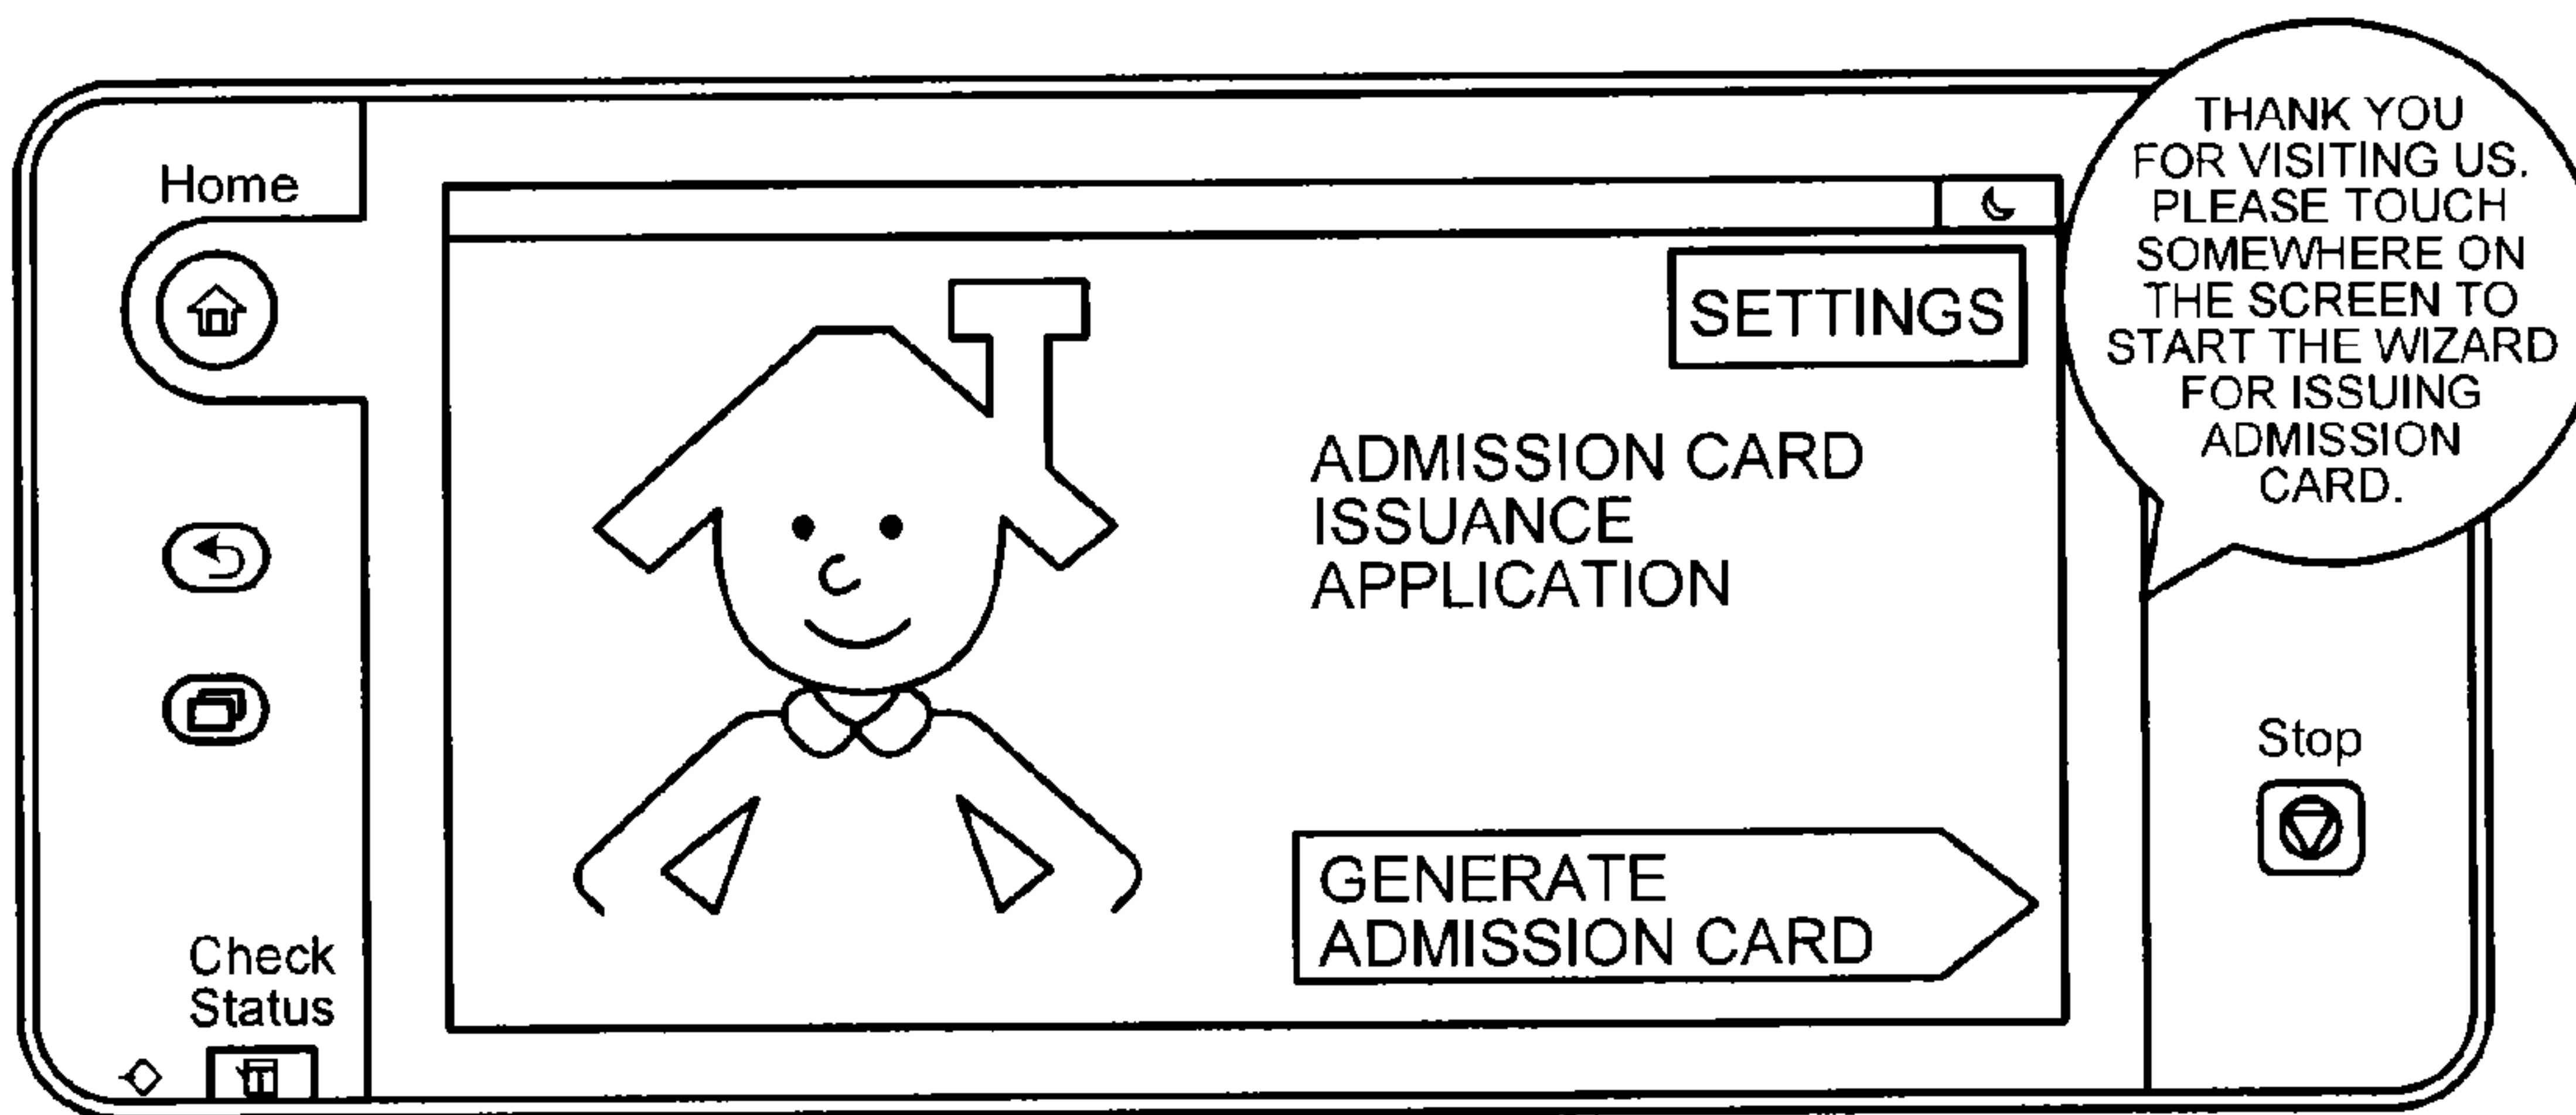 Home
Check
Status
SETTINGS
ADMISSION CARD
ISSUANCE
APPLICATION
GENERATE
ADMISSION CARD
THANK YOU
FOR VISITING US.
PLEASE TOUCH
SOMEWHERE ON
THE SCREEN TO
START THE WIZARD
FOR ISSUING
ADMISSION
CARD.
Stop